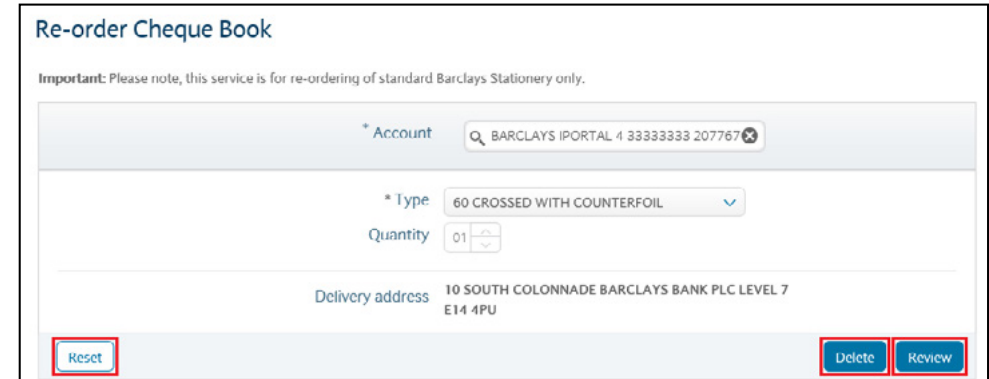 Re-order Cheque Book
Important: Please note, this service is for re-ordering of standard Barclays Stationery only.
* Account BARCLAYS IPORTAL 4 33333333 207767
* Type 60 CROSSED WITH COUNTERFOIL
Quantity 01
Delivery address 10 SOUTH COLONNADE BARCLAYS BANK PLC LEVEL 7
E14 4PU
Reset Delete Review